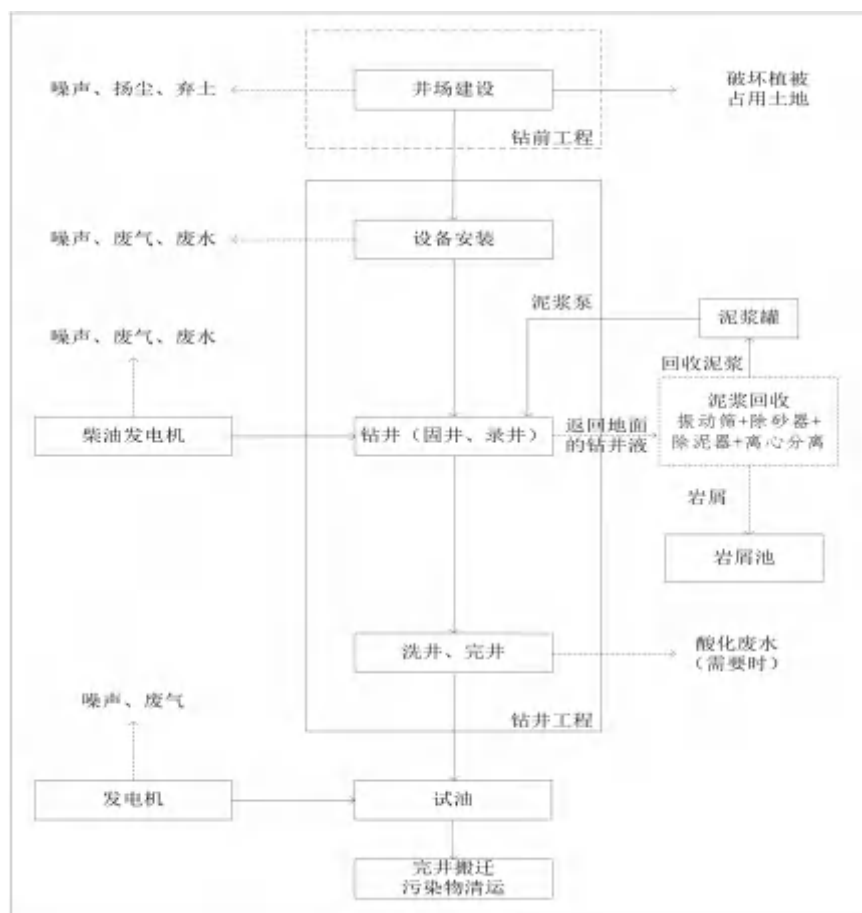 噪声、扬尘、弃土
井场建设
破坏植被
占用土地
钻前工程
噪声、废气、废水
设备安装
泥浆泵
泥浆罐
噪声、废气、废水
回收泥浆
泥浆回收
振动筛+除砂器+
除泥器+离心分离
柴油发电机
钻井（固井、录井）
返回地面
的钻井液
岩屑
岩屑池
洗井、完井
酸化废水
（需要时）
噪声、废气
钻井工程
发电机
试油
完井搬迁
污染物清运